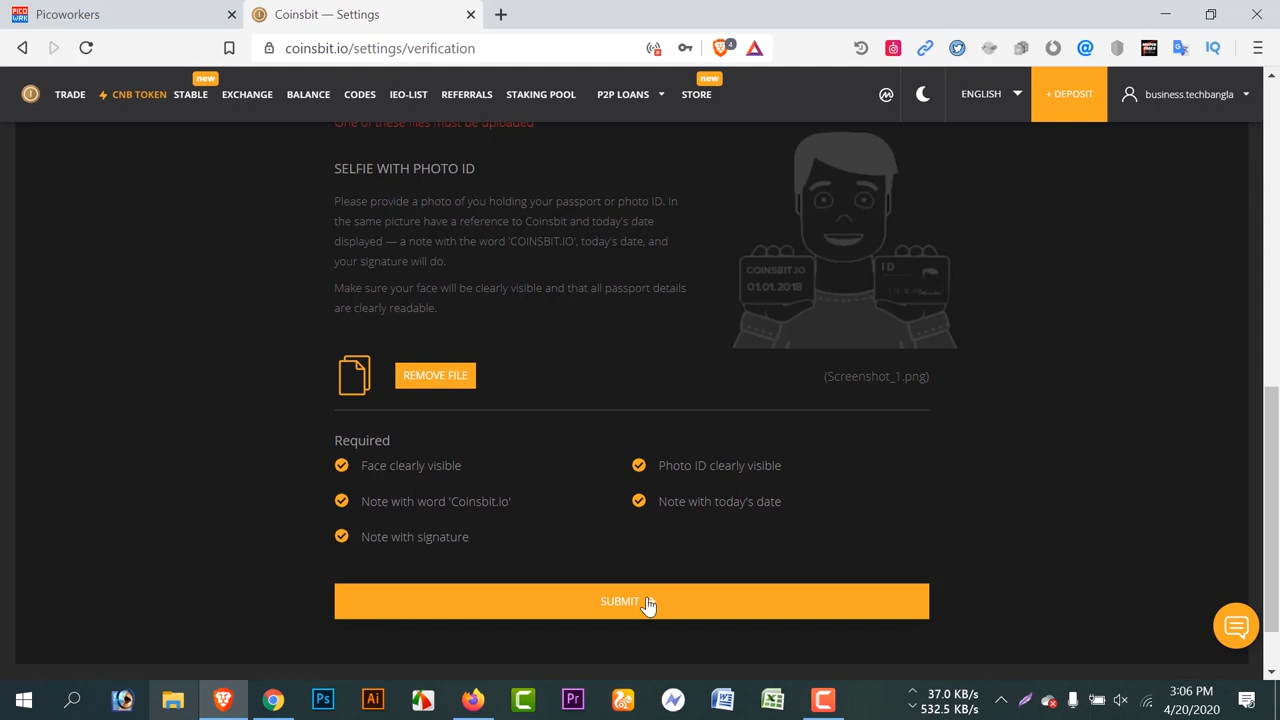 PICO
WORK
Picoworkers
Coinsbit — Settings
coinsbit.io/settings/verification
4
IQ
new
new
TRADE
CNB TOKEN
STABLE
EXCHANGE
BALANCE
CODES
IEO-LIST
REFERRALS
STAKING POOL
P2P LOANS
STORE
ENGLISH
+ DEPOSIT
business.techbangla
One of these files must be uploaded
SELFIE WITH PHOTO ID
Please provide a photo of you holding your passport or photo ID. In
the same picture have a reference to Coinsbit and today's date
displayed — a note with the word 'COINSBIT.IO', today's date, and
your signature will do.
Make sure your face will be clearly visible and that all passport details
are clearly readable.
COINSBIT.IO
01.01.2018
ID
REMOVE FILE
(Screenshot_1.png)
Required
Face clearly visible
Photo ID clearly visible
Note with word 'Coinsbit.io'
Note with today's date
Note with signature
SUBMIT
Ps
Ai
Pr
37.0 KB/s
532.5 KB/s
3:06 PM
4/20/2020